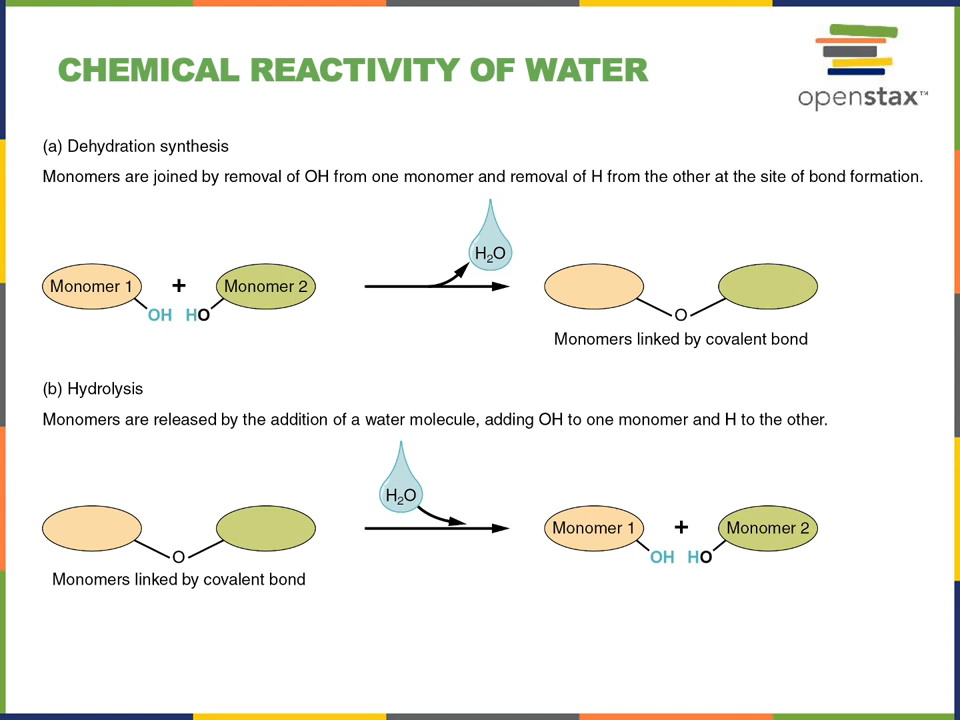 CHEMICAL REACTIVITY OF WATER
openstax™
(a) Dehydration synthesis
Monomers are joined by removal of OH from one monomer and removal of H from the other at the site of bond formation.
H₂O
Monomer 1 + Monomer 2
OH HO
O
Monomers linked by covalent bond
(b) Hydrolysis
Monomers are released by the addition of a water molecule, adding OH to one monomer and H to the other.
H₂O
O
Monomers linked by covalent bond
Monomer 1 + Monomer 2
OH HO